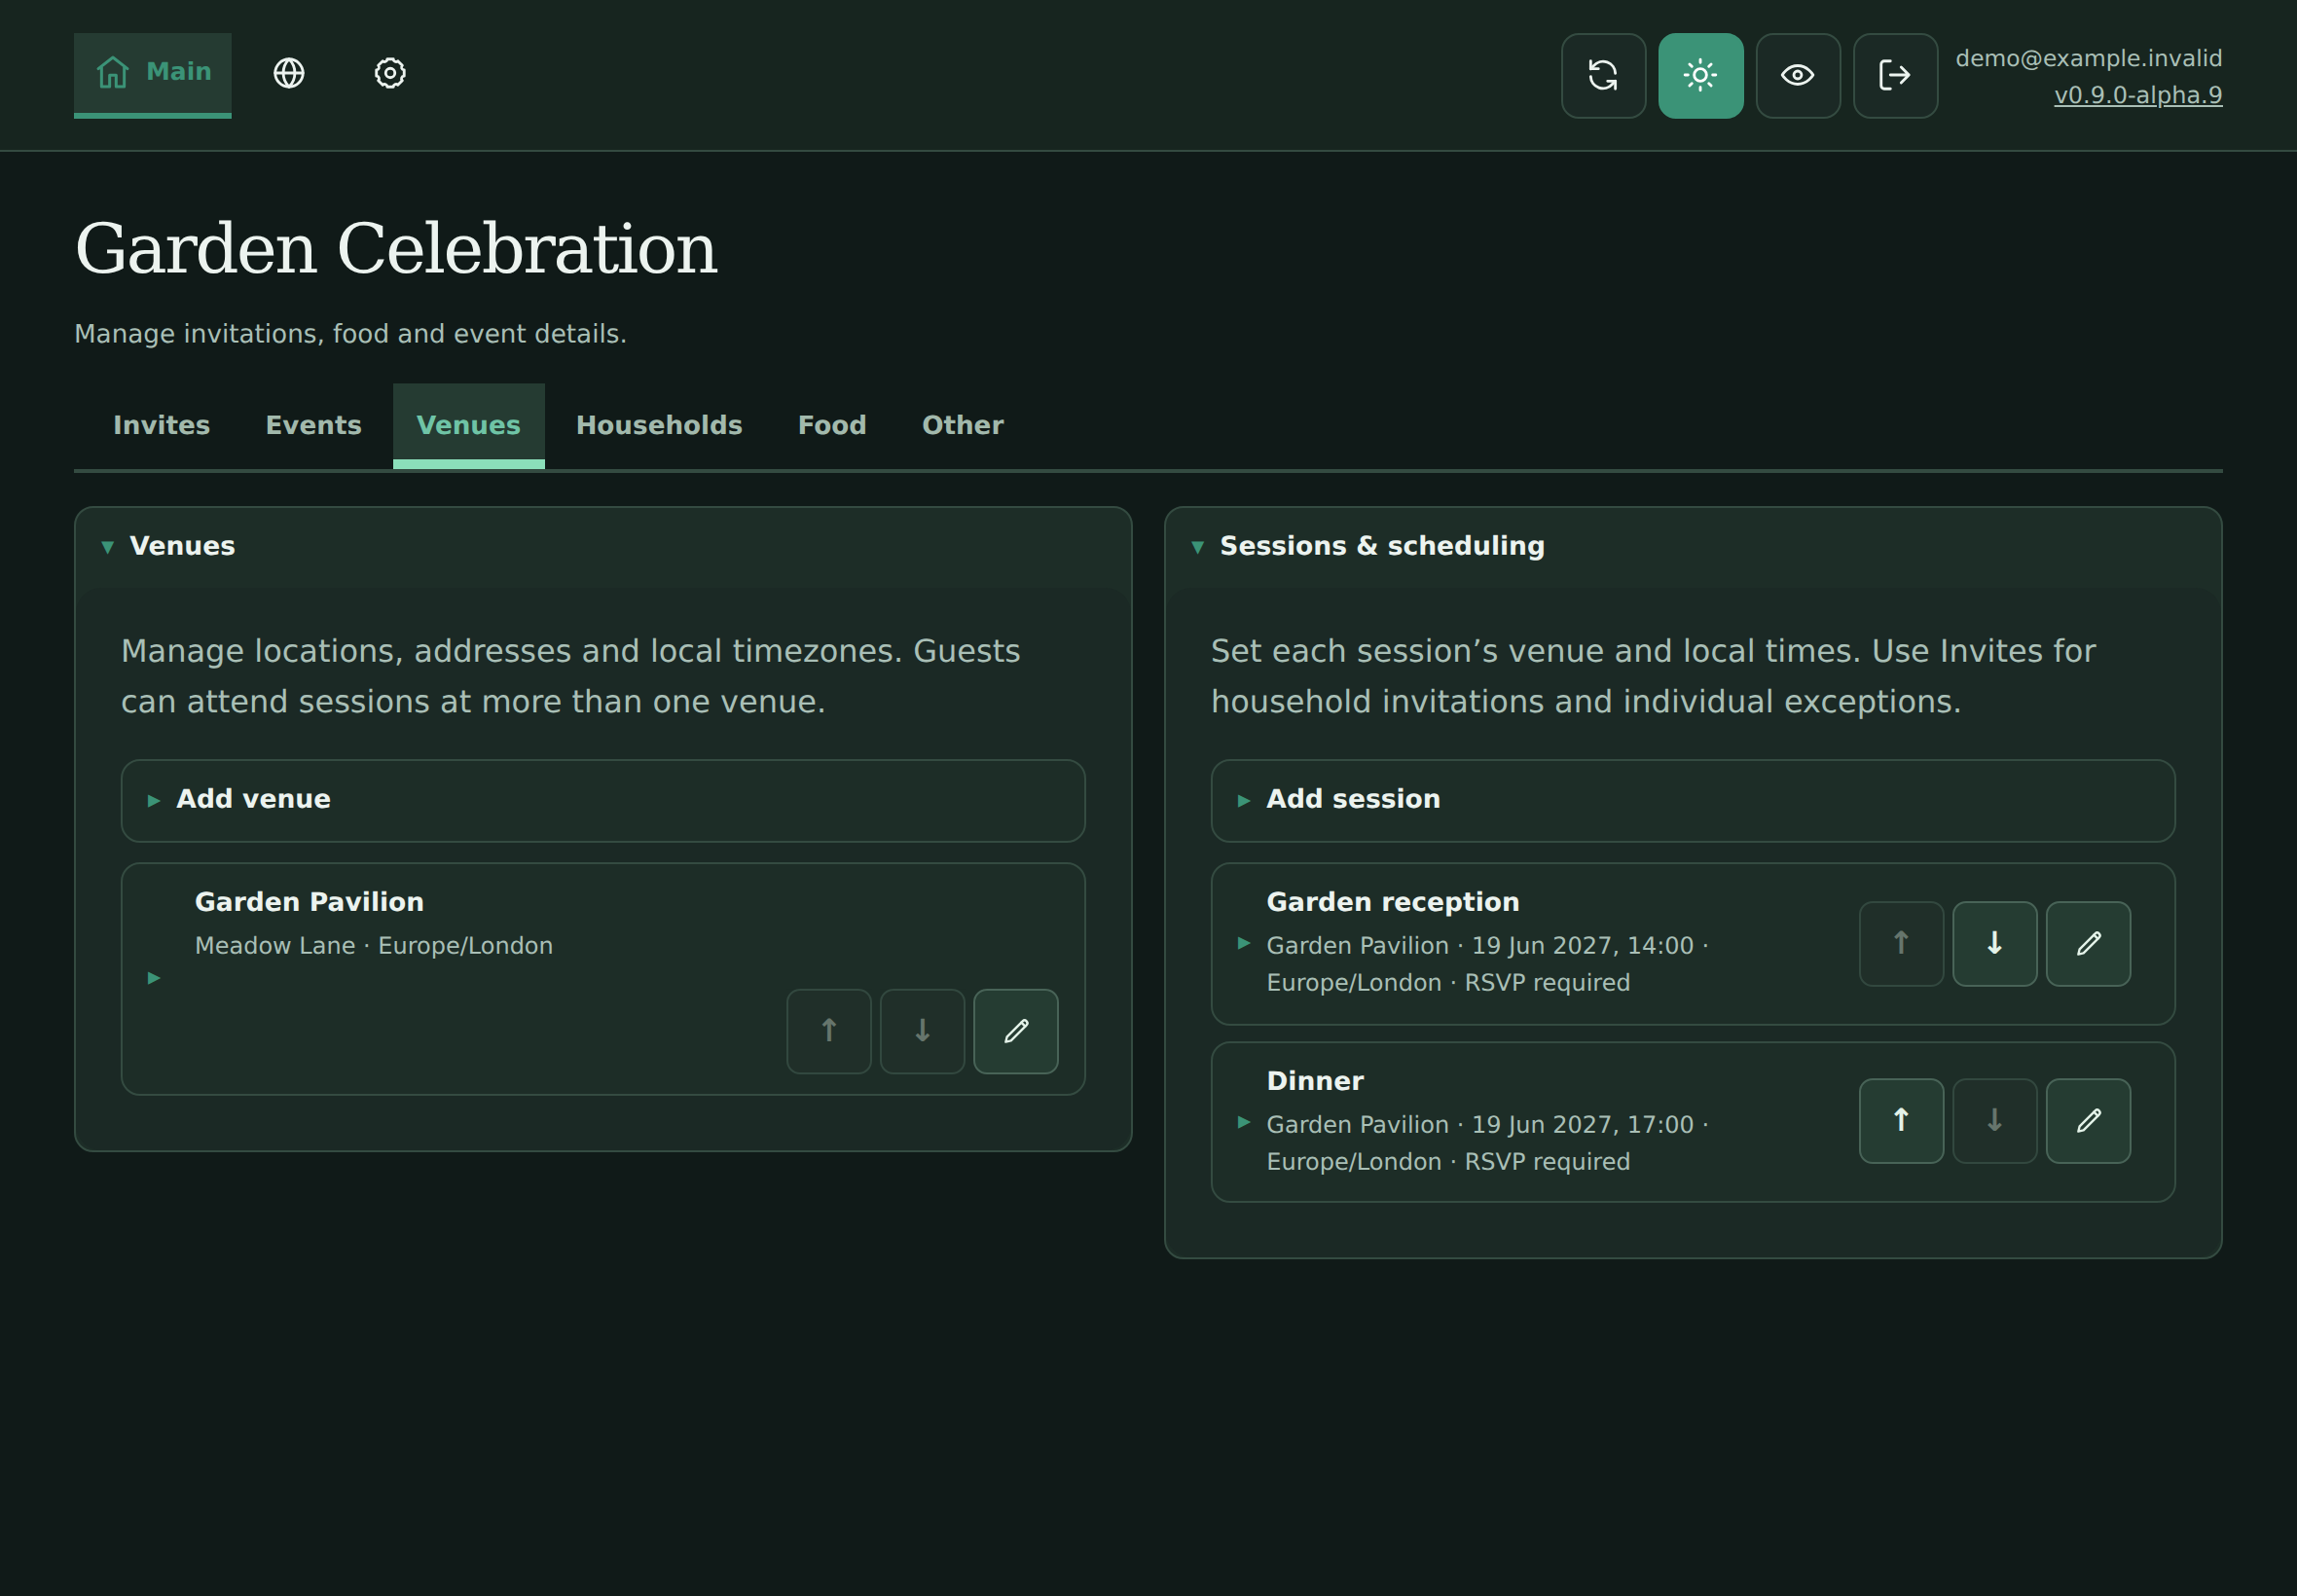 Main
demo@example.invalid
v0.9.0-alpha.9
Garden Celebration
Manage invitations, food and event details.
Invites
Events
Venues
Households
Food
Other
▼ Venues
Manage locations, addresses and local timezones. Guests
can attend sessions at more than one venue.
▶ Add venue
▶ Garden Pavilion
Meadow Lane · Europe/London
↑ ↓
▼ Sessions & scheduling
Set each session’s venue and local times. Use Invites for
household invitations and individual exceptions.
▶ Add session
▶ Garden reception
Garden Pavilion · 19 Jun 2027, 14:00 ·
Europe/London · RSVP required
↑ ↓
▶ Dinner
Garden Pavilion · 19 Jun 2027, 17:00 ·
Europe/London · RSVP required
↑ ↓